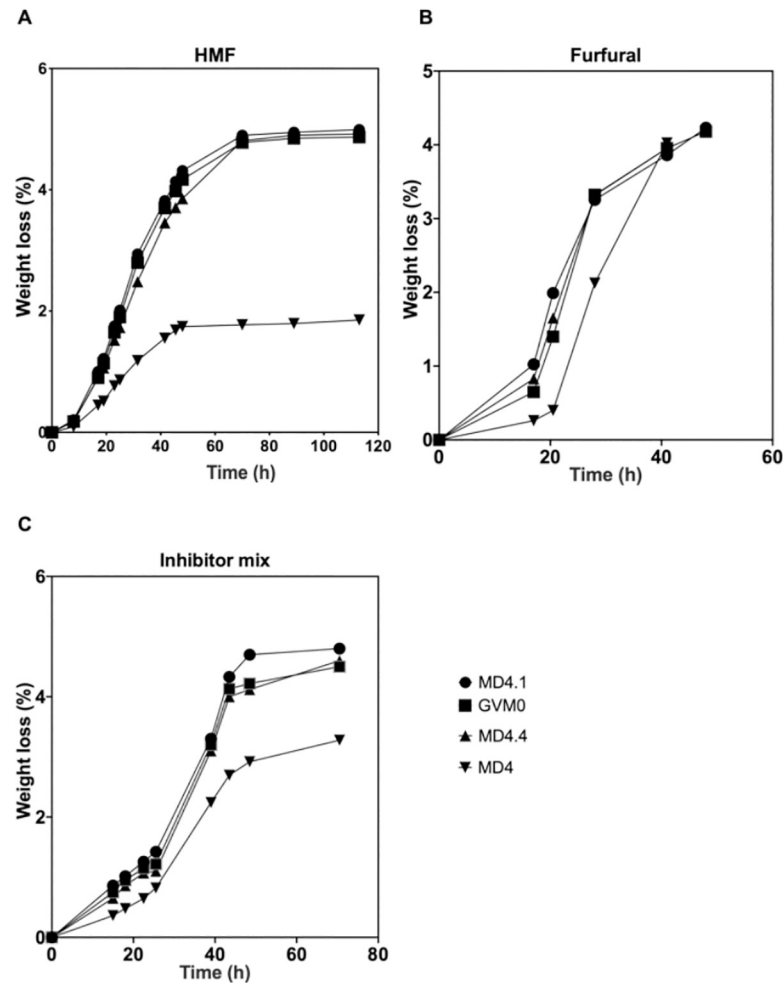 A
HMF
Weight loss (%)
6
4
2
0
0 20 40 60 80 100 120
Time (h)
B
Furfural
Weight loss (%)
5
4
3
2
1
0
0 20 40 60
Time (h)
C
Inhibitor mix
Weight loss (%)
6
4
2
0
0 20 40 60 80
Time (h)
MD4.1
GVM0
MD4.4
MD4